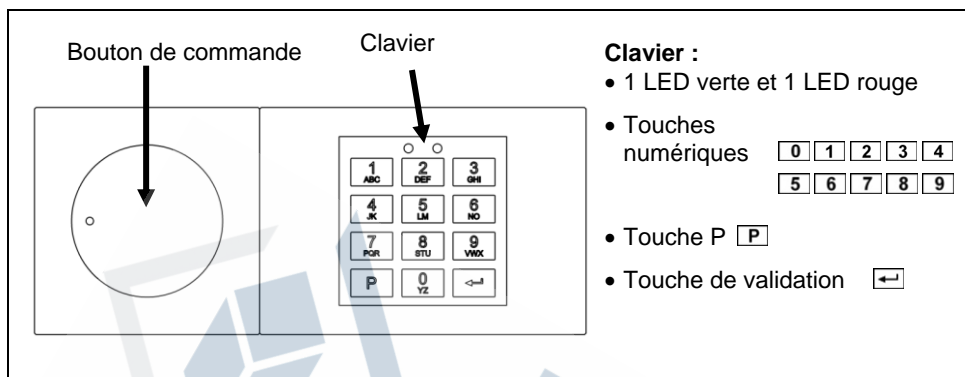 Bouton de commande
Clavier
1 2 3
ABC DEF GHI
4 5 6
JK LM NO
7 8 9
PQR STU VWX
P 0
YZ
Clavier :
• 1 LED verte et 1 LED rouge
• Touches
numériques 0 1 2 3 4
5 6 7 8 9
• Touche P P
• Touche de validation